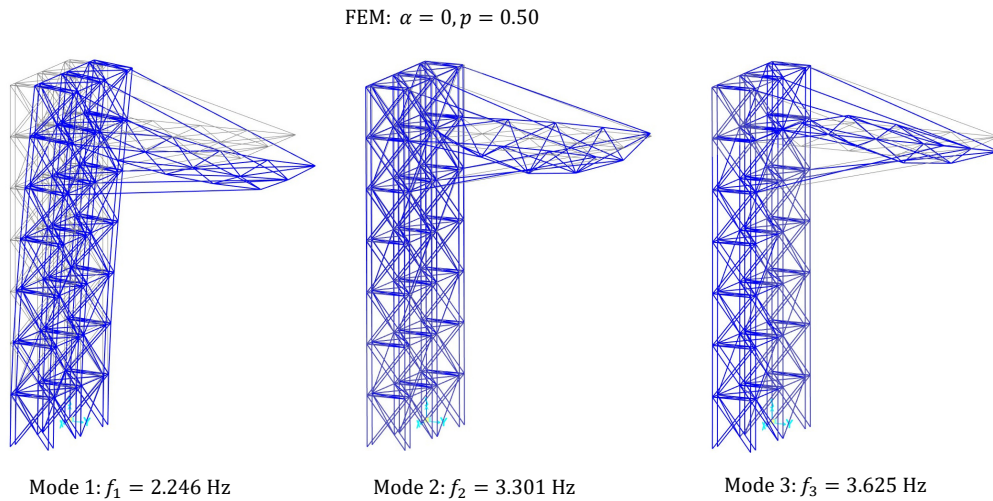 FEM: α = 0, p = 0.50
Mode 1: f₁ = 2.246 Hz
Mode 2: f₂ = 3.301 Hz
Mode 3: f₃ = 3.625 Hz